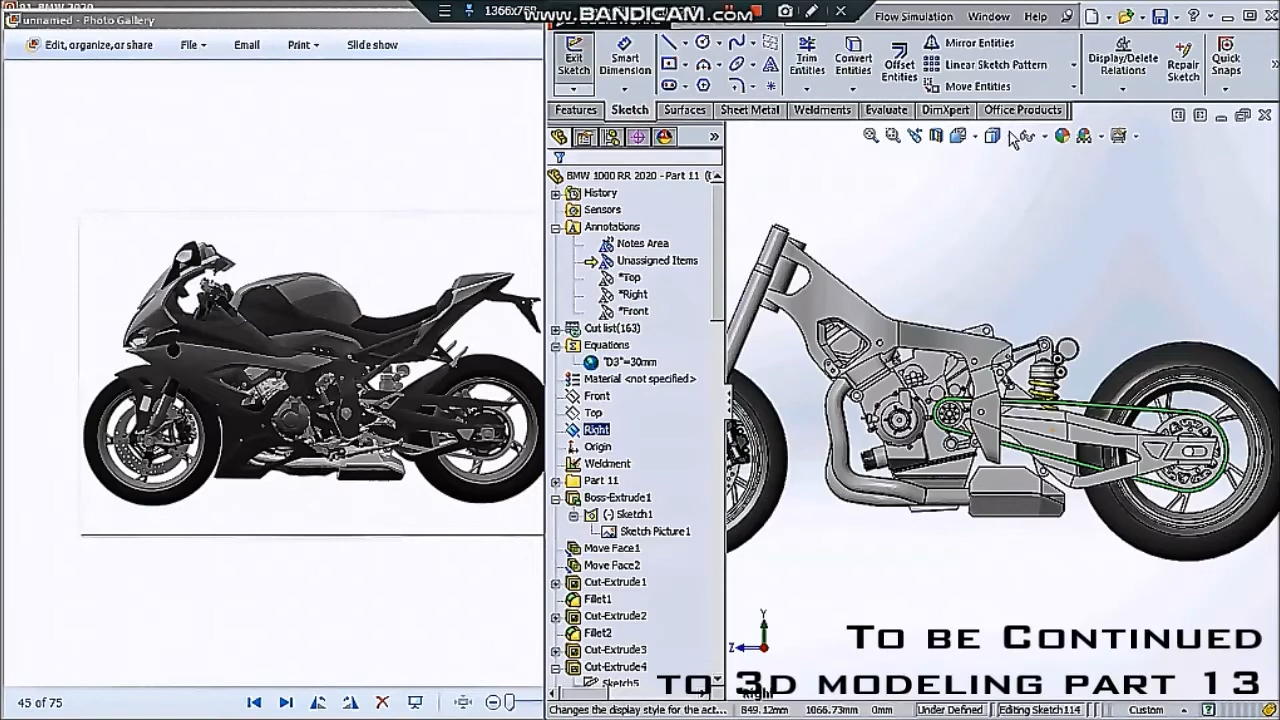 unnamed - Photo Gallery
1366x768
www.BANDICAM.com
Flow Simulation
Window
Help
Edit, organize, or share
File
Email
Print
Slide show
Exit
Sketch
Smart
Dimension
Trim
Entities
Convert
Entities
Offset
Entities
Mirror Entities
Linear Sketch Pattern
Move Entities
Display/Delete
Relations
Repair
Sketch
Quick
Snaps
Features
Sketch
Surfaces
Sheet Metal
Weldments
Evaluate
DimXpert
Office Products
BMW 1000 RR 2020 - Part 11
History
Sensors
Annotations
Notes Area
Unassigned Items
*Top
*Right
*Front
Cut list(163)
Equations
"D3"=30mm
Material <not specified>
Front
Top
Right
Origin
Weldment
Part 11
Boss-Extrude1
(-) Sketch1
Sketch Picture1
Move Face1
Move Face2
Cut-Extrude1
Fillet1
Cut-Extrude2
Fillet2
Cut-Extrude3
Cut-Extrude4
Sketch5
Y
Z
To be Continued
to 3d modeling part 13
*Right
45 of 75
Changes the display style for the act...
849.12mm
1066.73mm
0mm
Under Defined
Editing Sketch114
Custom